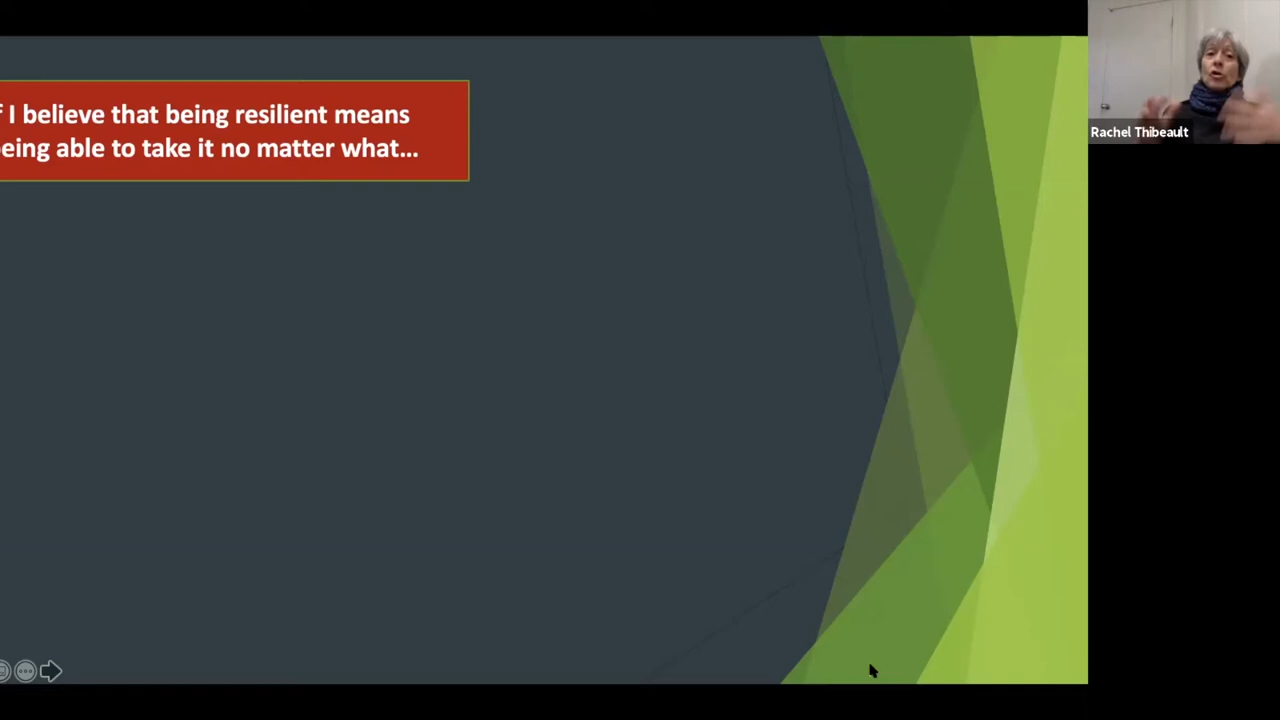 I believe that being resilient means
eing able to take it no matter what...
Rachel Thibeault